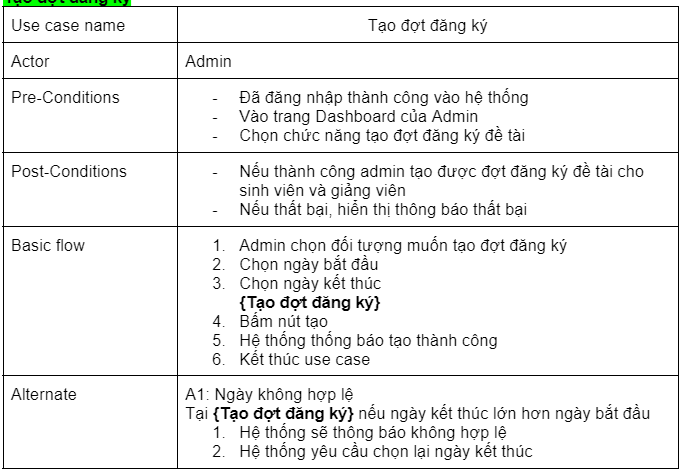 Tạo đợt đăng ký
Use case name Tạo đợt đăng ký
Actor Admin
Pre-Conditions - Đã đăng nhập thành công vào hệ thống
- Vào trang Dashboard của Admin
- Chọn chức năng tạo đợt đăng ký đề tài
Post-Conditions - Nếu thành công admin tạo được đợt đăng ký đề tài cho
sinh viên và giảng viên
- Nếu thất bại, hiển thị thông báo thất bại
Basic flow 1. Admin chọn đối tượng muốn tạo đợt đăng ký
2. Chọn ngày bắt đầu
3. Chọn ngày kết thúc
{Tạo đợt đăng ký}
4. Bấm nút tạo
5. Hệ thống thống báo tạo thành công
6. Kết thúc use case
Alternate A1: Ngày không hợp lệ
Tại {Tạo đợt đăng ký} nếu ngày kết thúc lớn hơn ngày bắt đầu
1. Hệ thống sẽ thông báo không hợp lệ
2. Hệ thống yêu cầu chọn lại ngày kết thúc